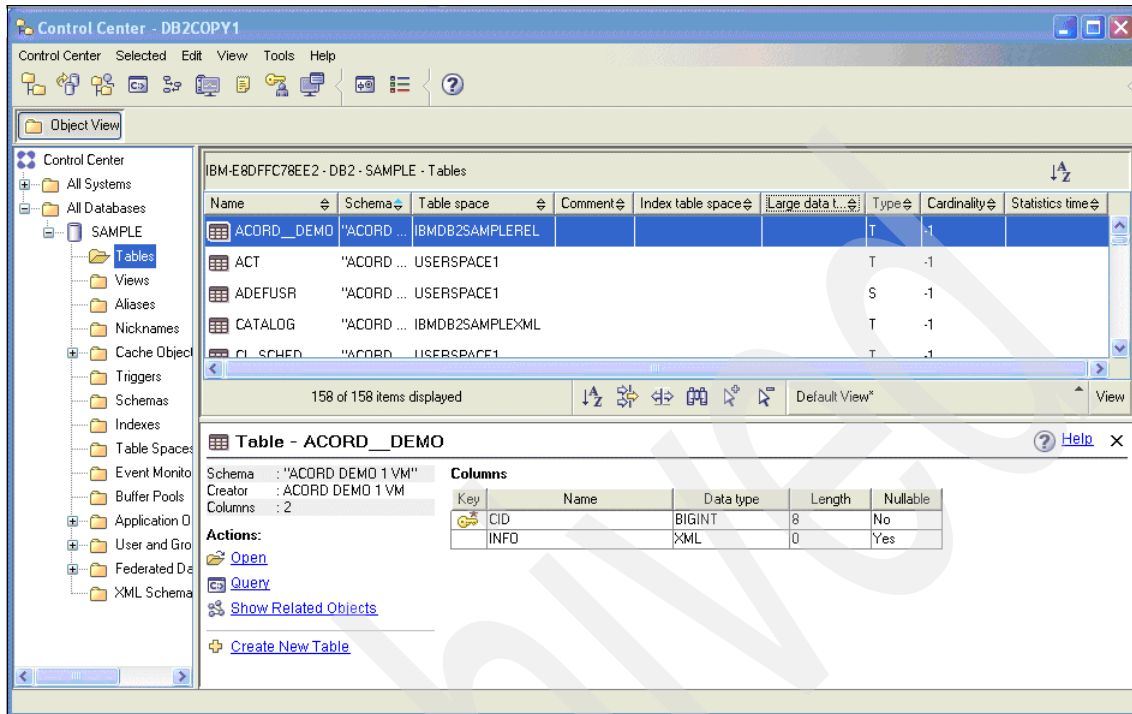 Control Center - DB2COPY1
Control Center Selected Edit View Tools Help
Object View
Control Center
All Systems
All Databases
SAMPLE
Tables
Views
Aliases
Nicknames
Cache Object
Triggers
Schemas
Indexes
Table Spaces
Event Monito
Buffer Pools
Application O
User and Gro
Federated Da
XML Schema
IBM-E8DFFC78EE2 - DB2 - SAMPLE - Tables
Name Schema Table space Comment Index table space Large data t... Type Cardinality Statistics time
ACORD__DEMO "ACORD ... IBMDB2SAMPLEREL T -1
ACT "ACORD ... USERSPACE1 T -1
ADEFUSR "ACORD ... USERSPACE1 S -1
CATALOG "ACORD ... IBMDB2SAMPLEXML T -1
CL_SCHED "ACORD ... USERSPACE1 T -1
158 of 158 items displayed Default View* View
Table - ACORD__DEMO Help
Schema : "ACORD DEMO 1 VM"
Creator : ACORD DEMO 1 VM
Columns : 2
Actions:
Open
Query
Show Related Objects
Create New Table
Columns
Key Name Data type Length Nullable
CID BIGINT 8 No
INFO XML 0 Yes